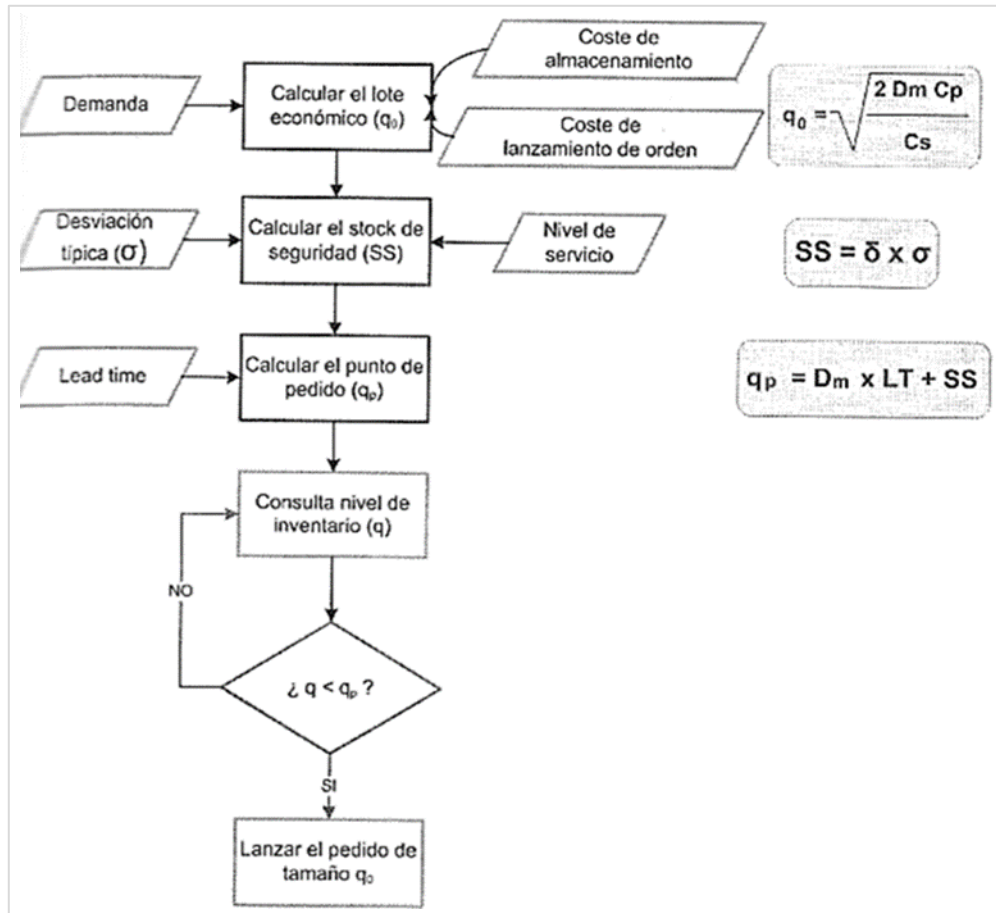 Coste de
almacenamiento
Demanda
Calcular el lote
económico (q₀)
Coste de
lanzamiento de orden
q₀ = √ 2 Dm Cp
Cs
Desviación
típica (σ)
Calcular el stock de
seguridad (SS)
Nivel de
servicio
SS = δ x σ
Lead time
Calcular el punto de
pedido (qₚ)
qₚ = Dₘ x LT + SS
Consulta nivel de
inventario (q)
NO
¿ q < qₚ ?
SI
Lanzar el pedido de
tamaño q₀